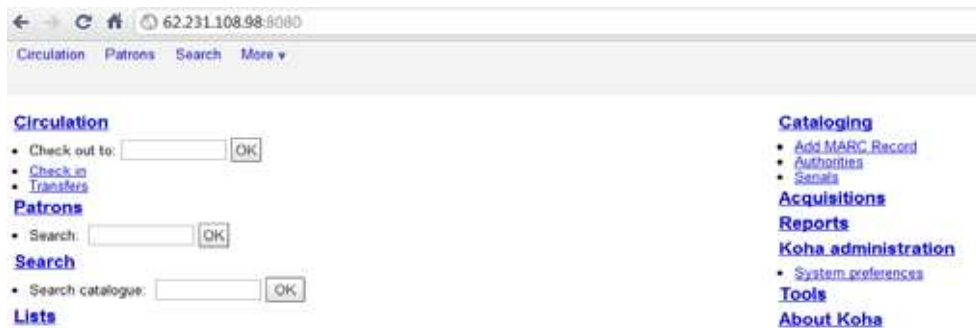 62.231.108.98:8080
Circulation Patrons Search More ▾
Circulation
• Check out to: OK
• Check in
• Transfers
Patrons
• Search: OK
Search
• Search catalogue: OK
Lists
Cataloging
• Add MARC Record
• Authorities
• Serials
Acquisitions
Reports
Koha administration
• System preferences
Tools
About Koha